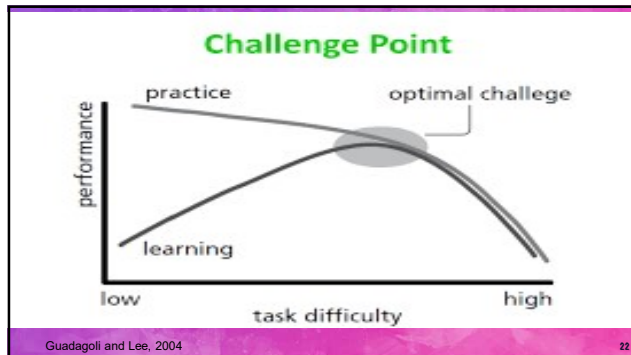 Challenge Point
practice
optimal challege
performance
learning
low
high
task difficulty
Guadagoli and Lee, 2004
22